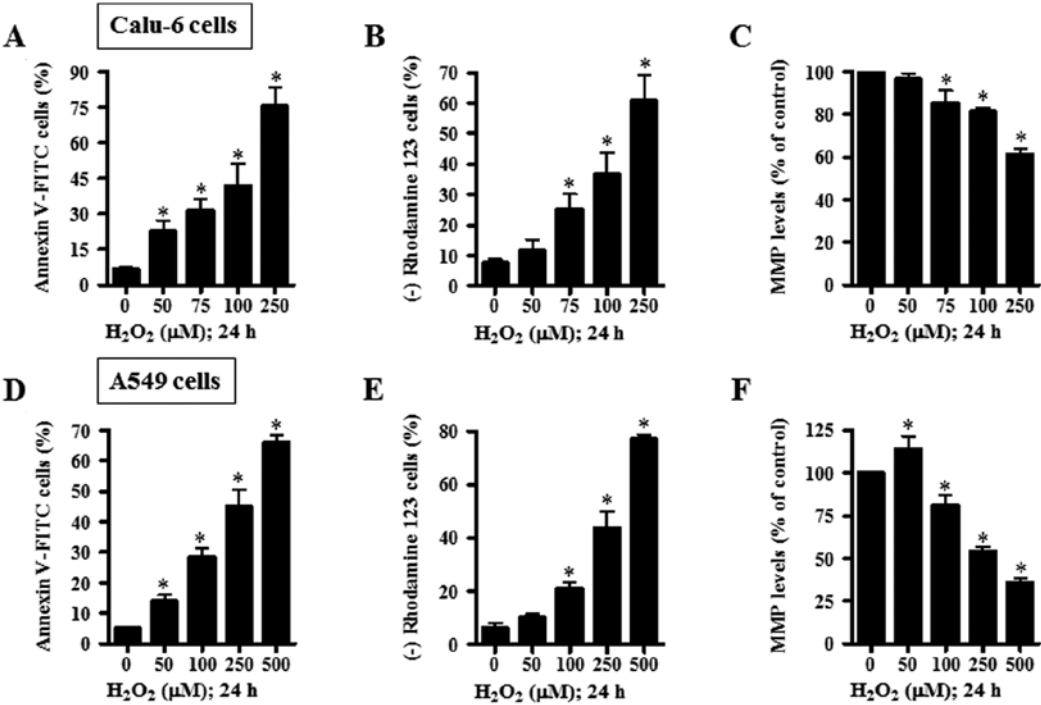 Calu-6 cells
A
Annexin V-FITC cells (%)
90
75
60
45
30
15
0
*
*
*
*
0 50 75 100 250
H₂O₂ (μM); 24 h
B
(-) Rhodamine 123 cells (%)
70
60
50
40
30
20
10
0
*
*
*
0 50 75 100 250
H₂O₂ (μM); 24 h
C
MMP levels (% of control)
100
80
60
40
20
0
*
*
*
0 50 75 100 250
H₂O₂ (μM); 24 h
A549 cells
D
Annexin V-FITC cells (%)
70
60
50
40
30
20
10
0
*
*
*
*
0 50 100 250 500
H₂O₂ (μM); 24 h
E
(-) Rhodamine 123 cells (%)
80
60
40
20
0
*
*
*
0 50 100 250 500
H₂O₂ (μM); 24 h
F
MMP levels (% of control)
125
100
75
50
25
0
*
*
*
*
0 50 100 250 500
H₂O₂ (μM); 24 h